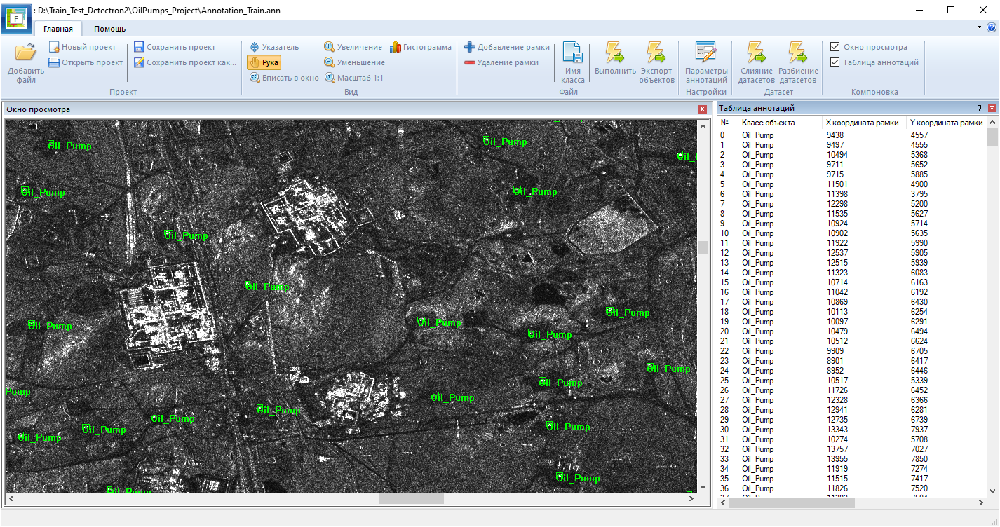 F : D:\Train_Test_Detectron2\OilPumps_Project\Annotation_Train.ann
Главная Помощь
Добавить файл
Новый проект
Открыть проект
Сохранить проект
Сохранить проект как...
Проект
Указатель
Рука
Вписать в окно
Увеличение
Уменьшение
Масштаб 1:1
Гистограмма
Вид
Добавление рамки
Удаление рамки
Имя класса
Файл
Выполнить
Экспорт объектов
Параметры аннотаций
Настройки
Слияние датасетов
Разбиение датасетов
Датасет
Окно просмотра
Таблица аннотаций
Компоновка
Окно просмотра
Oil_Pump
Oil_Pump
Oil_Pump
Oil_Pump
Oil_Pump
Oil_Pump
Oil_Pump
Oil_Pump
Oil_Pump
Oil_Pump
Oil_Pump
Oil_Pump
Oil_Pump
Pump
Oil_Pump
Oil_Pump
Oil_Pump
Oil_Pump
Oil_Pump
Oil_Pump
Oil_Pump
Таблица аннотаций
№ Класс объекта X-координата рамки Y-координата рамки
0 Oil_Pump 9438 4557
1 Oil_Pump 9497 4555
2 Oil_Pump 10494 5368
3 Oil_Pump 9711 5652
4 Oil_Pump 9715 5885
5 Oil_Pump 11501 4900
6 Oil_Pump 11398 3795
7 Oil_Pump 12298 5200
8 Oil_Pump 11535 5627
9 Oil_Pump 10924 5714
10 Oil_Pump 10902 5635
11 Oil_Pump 11922 5990
12 Oil_Pump 12537 5905
13 Oil_Pump 12515 5939
14 Oil_Pump 11323 6083
15 Oil_Pump 10714 6163
16 Oil_Pump 11042 6192
17 Oil_Pump 10869 6430
18 Oil_Pump 10113 6254
19 Oil_Pump 10097 6291
20 Oil_Pump 10479 6494
21 Oil_Pump 10512 6624
22 Oil_Pump 9909 6705
23 Oil_Pump 8901 6417
24 Oil_Pump 8952 6446
25 Oil_Pump 10517 5339
26 Oil_Pump 11726 6452
27 Oil_Pump 12328 6366
28 Oil_Pump 12941 6281
29 Oil_Pump 12735 6739
30 Oil_Pump 13343 7937
31 Oil_Pump 10274 5708
32 Oil_Pump 13757 7027
33 Oil_Pump 13955 7850
34 Oil_Pump 11919 7274
35 Oil_Pump 11515 7417
36 Oil_Pump 11826 7520